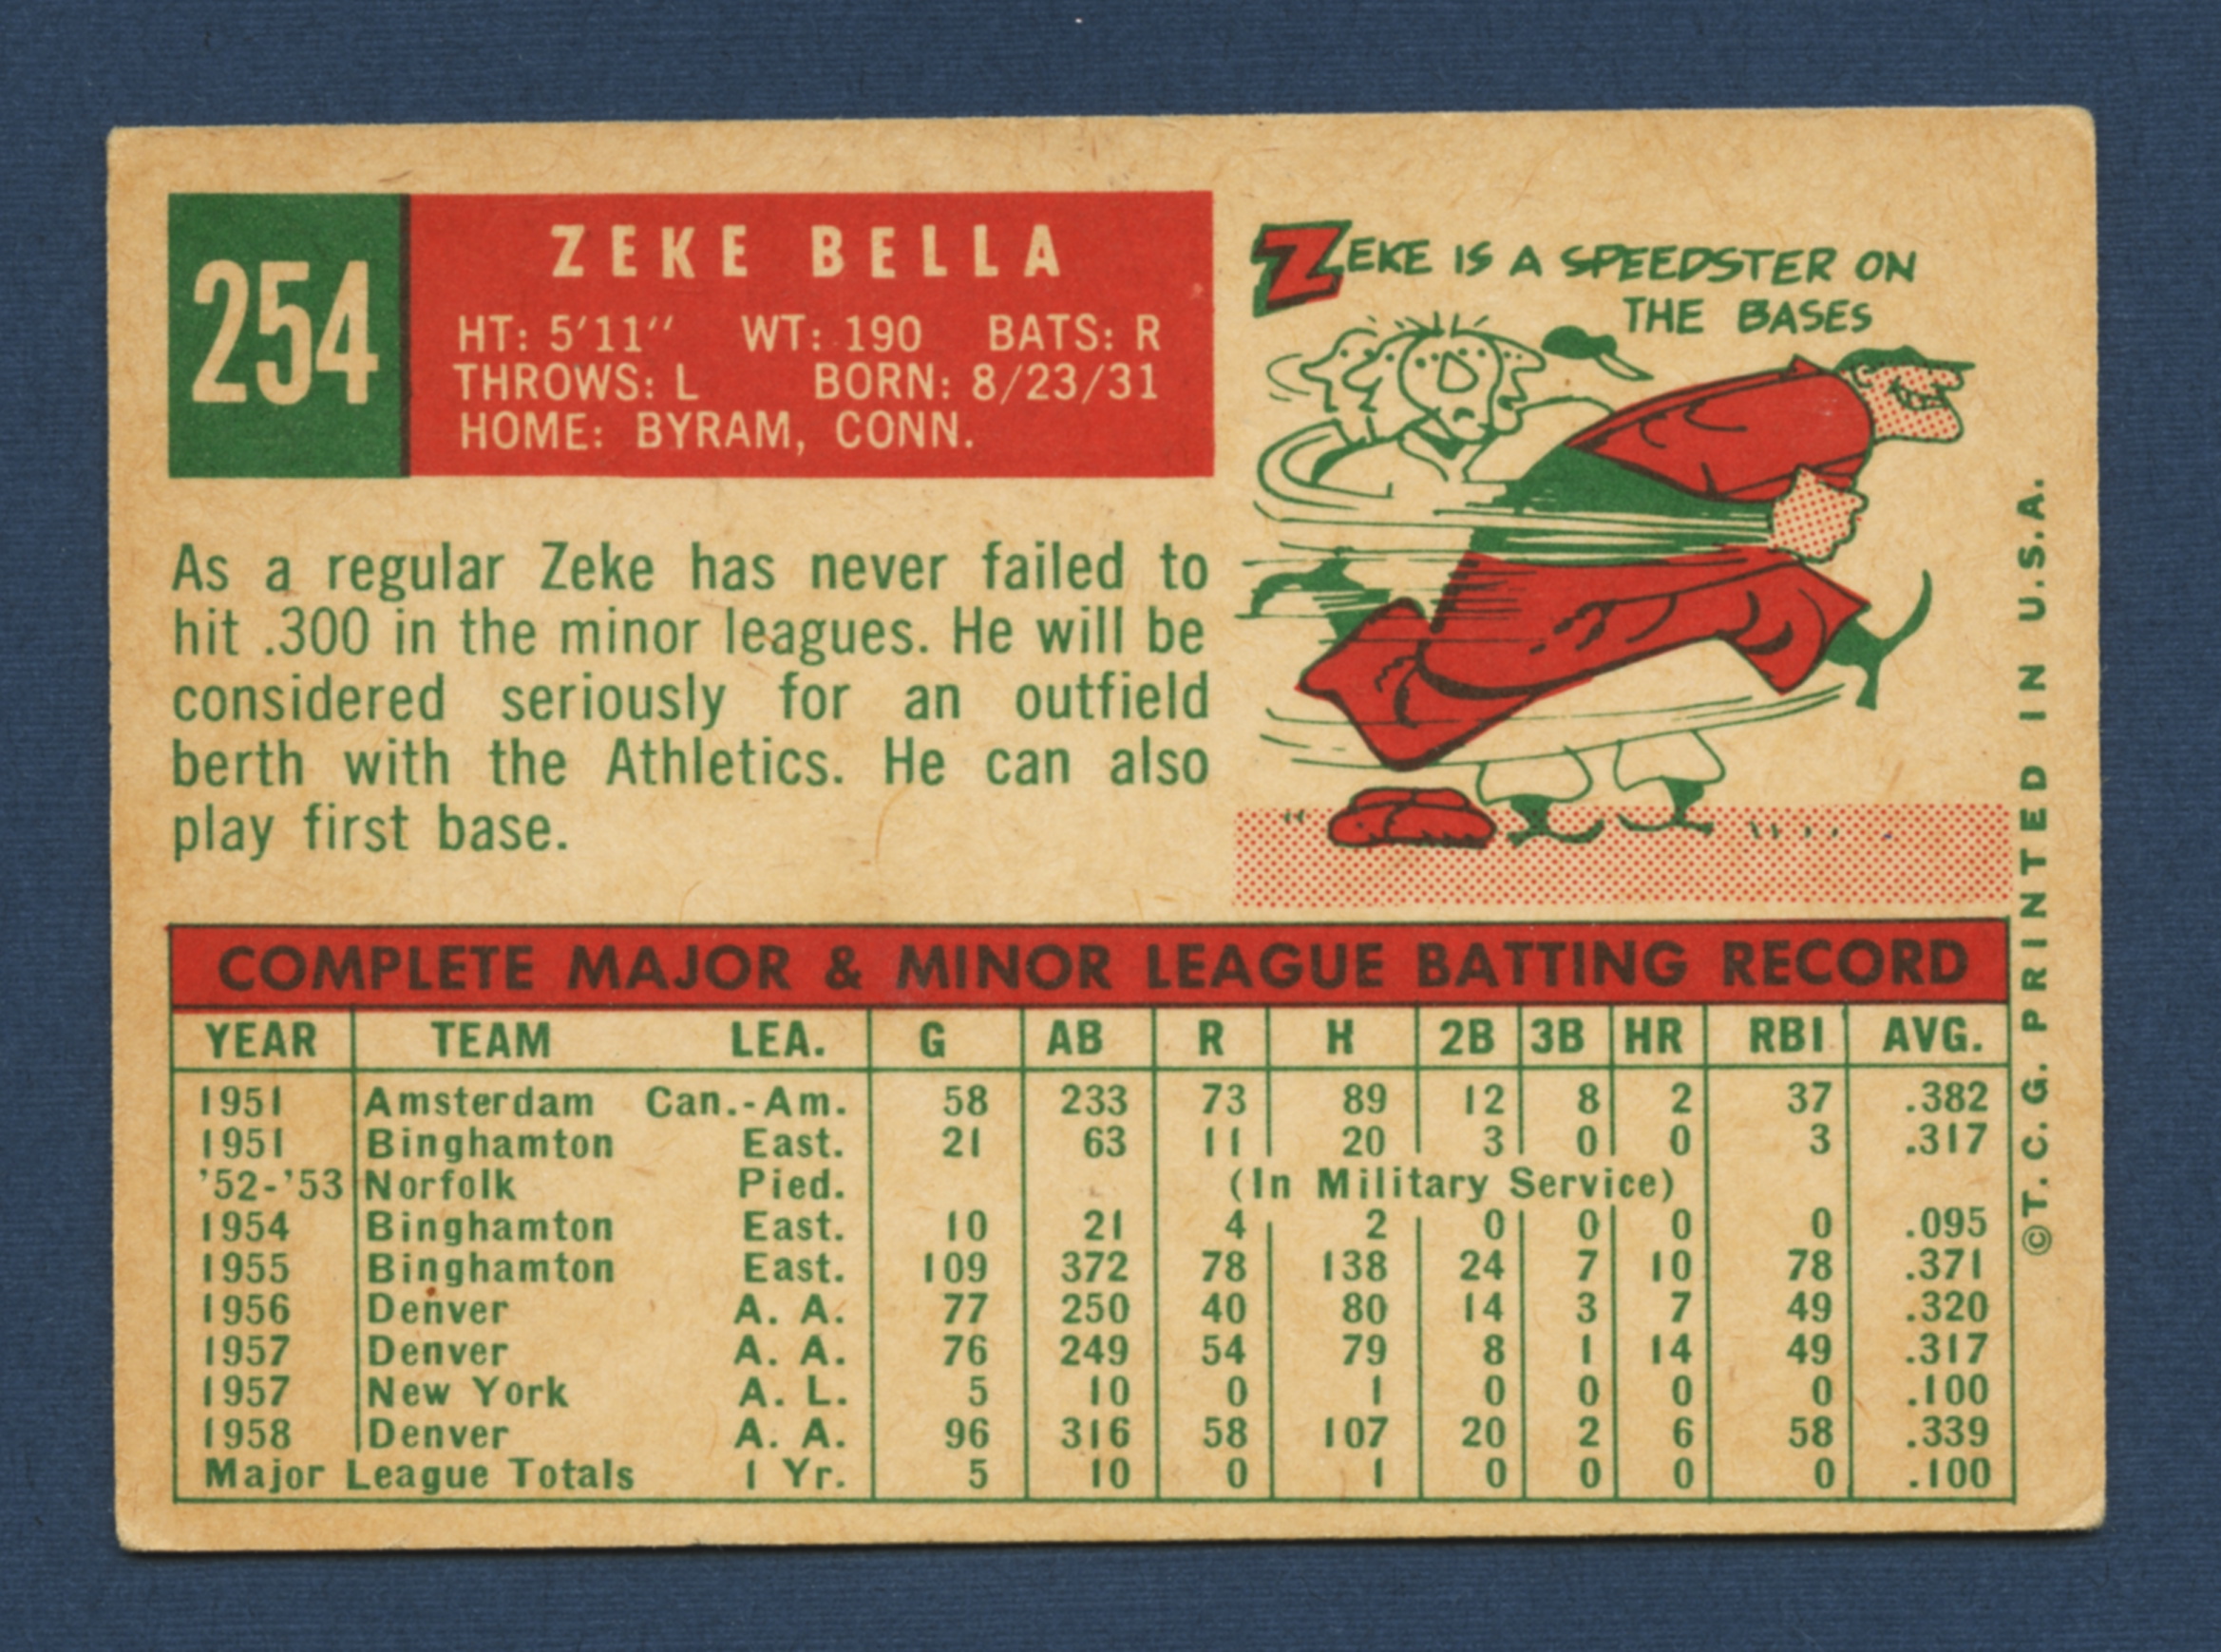 254
ZEKE BELLA
HT: 5'11" WT: 190 BATS: R
THROWS: L BORN: 8/23/31
HOME: BYRAM, CONN.
ZEKE IS A SPEEDSTER ON
THE BASES
As a regular Zeke has never failed to
hit .300 in the minor leagues. He will be
considered seriously for an outfield
berth with the Athletics. He can also
play first base.
COMPLETE MAJOR & MINOR LEAGUE BATTING RECORD
YEAR TEAM LEA. G AB R H 2B 3B HR RBI AVG.
1951 Amsterdam Can.-Am. 58 233 73 89 12 8 2 37 .382
1951 Binghamton East. 21 63 11 20 3 0 0 3 .317
'52-'53 Norfolk Pied. (In Military Service)
1954 Binghamton East. 10 21 4 2 0 0 0 0 .095
1955 Binghamton East. 109 372 78 138 24 7 10 78 .371
1956 Denver A. A. 77 250 40 80 14 3 7 49 .320
1957 Denver A. A. 76 249 54 79 8 1 14 49 .317
1957 New York A. L. 5 10 0 1 0 0 0 0 .100
1958 Denver A. A. 96 316 58 107 20 2 6 58 .339
Major League Totals 1 Yr. 5 10 0 1 0 0 0 0 .100
©T. C. G. PRINTED IN U.S.A.